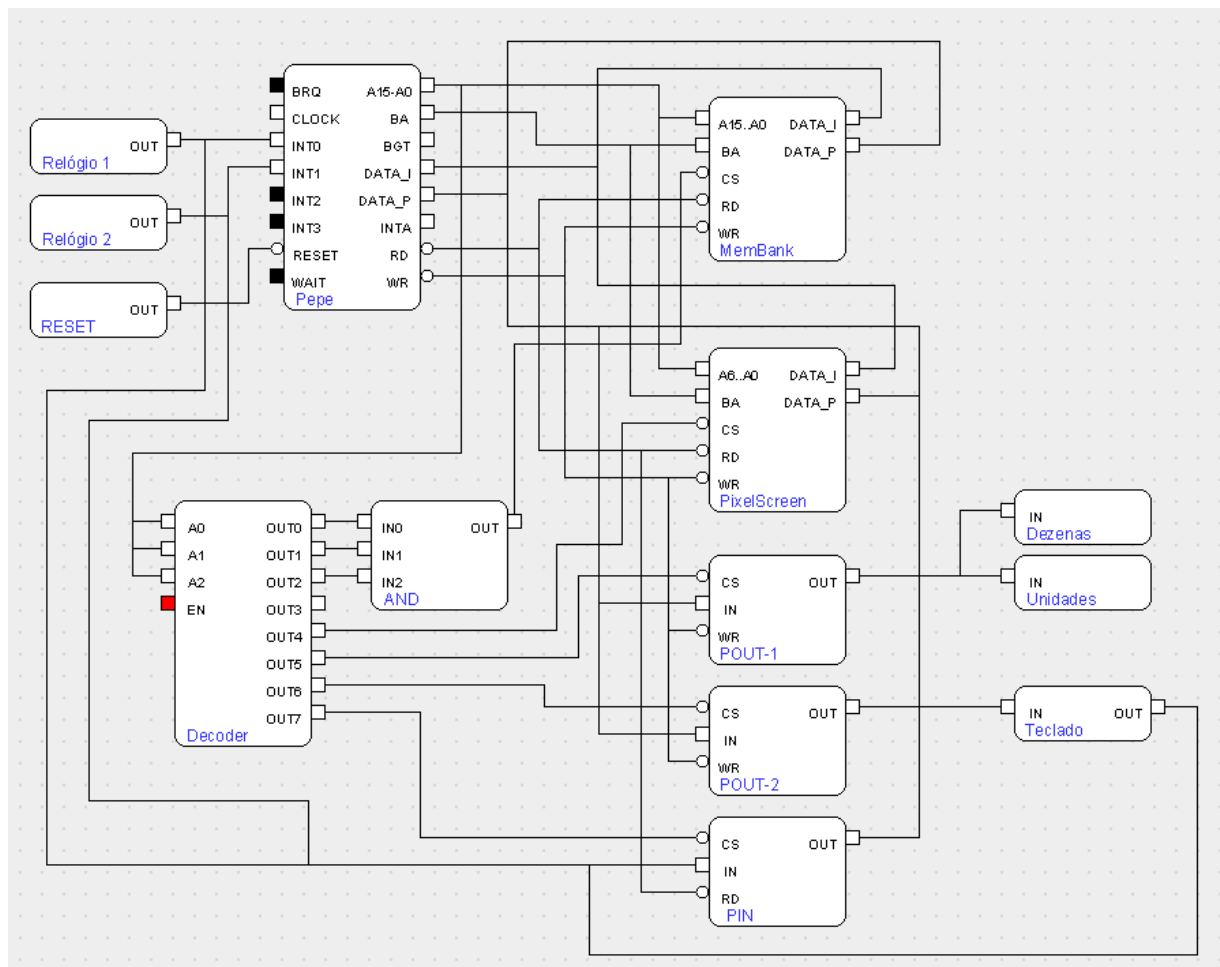 BRQ A15-A0
CLOCK BA
INT0 BGT
INT1 DATA_I
INT2 DATA_P
INT3 INTA
RESET RD
WAIT WR
Pepe
OUT
Relógio 1
OUT
Relógio 2
OUT
RESET
A15..A0 DATA_I
BA DATA_P
CS
RD
WR
MemBank
A6..A0 DATA_I
BA DATA_P
CS
RD
WR
PixelScreen
A0 OUT0
A1 OUT1
A2 OUT2
EN OUT3
OUT4
OUT5
OUT6
OUT7
Decoder
IN0 OUT
IN1
IN2
AND
IN
Dezenas
IN
Unidades
CS OUT
IN
WR
POUT-1
CS OUT
IN
WR
POUT-2
IN OUT
Teclado
CS OUT
IN
RD
PIN